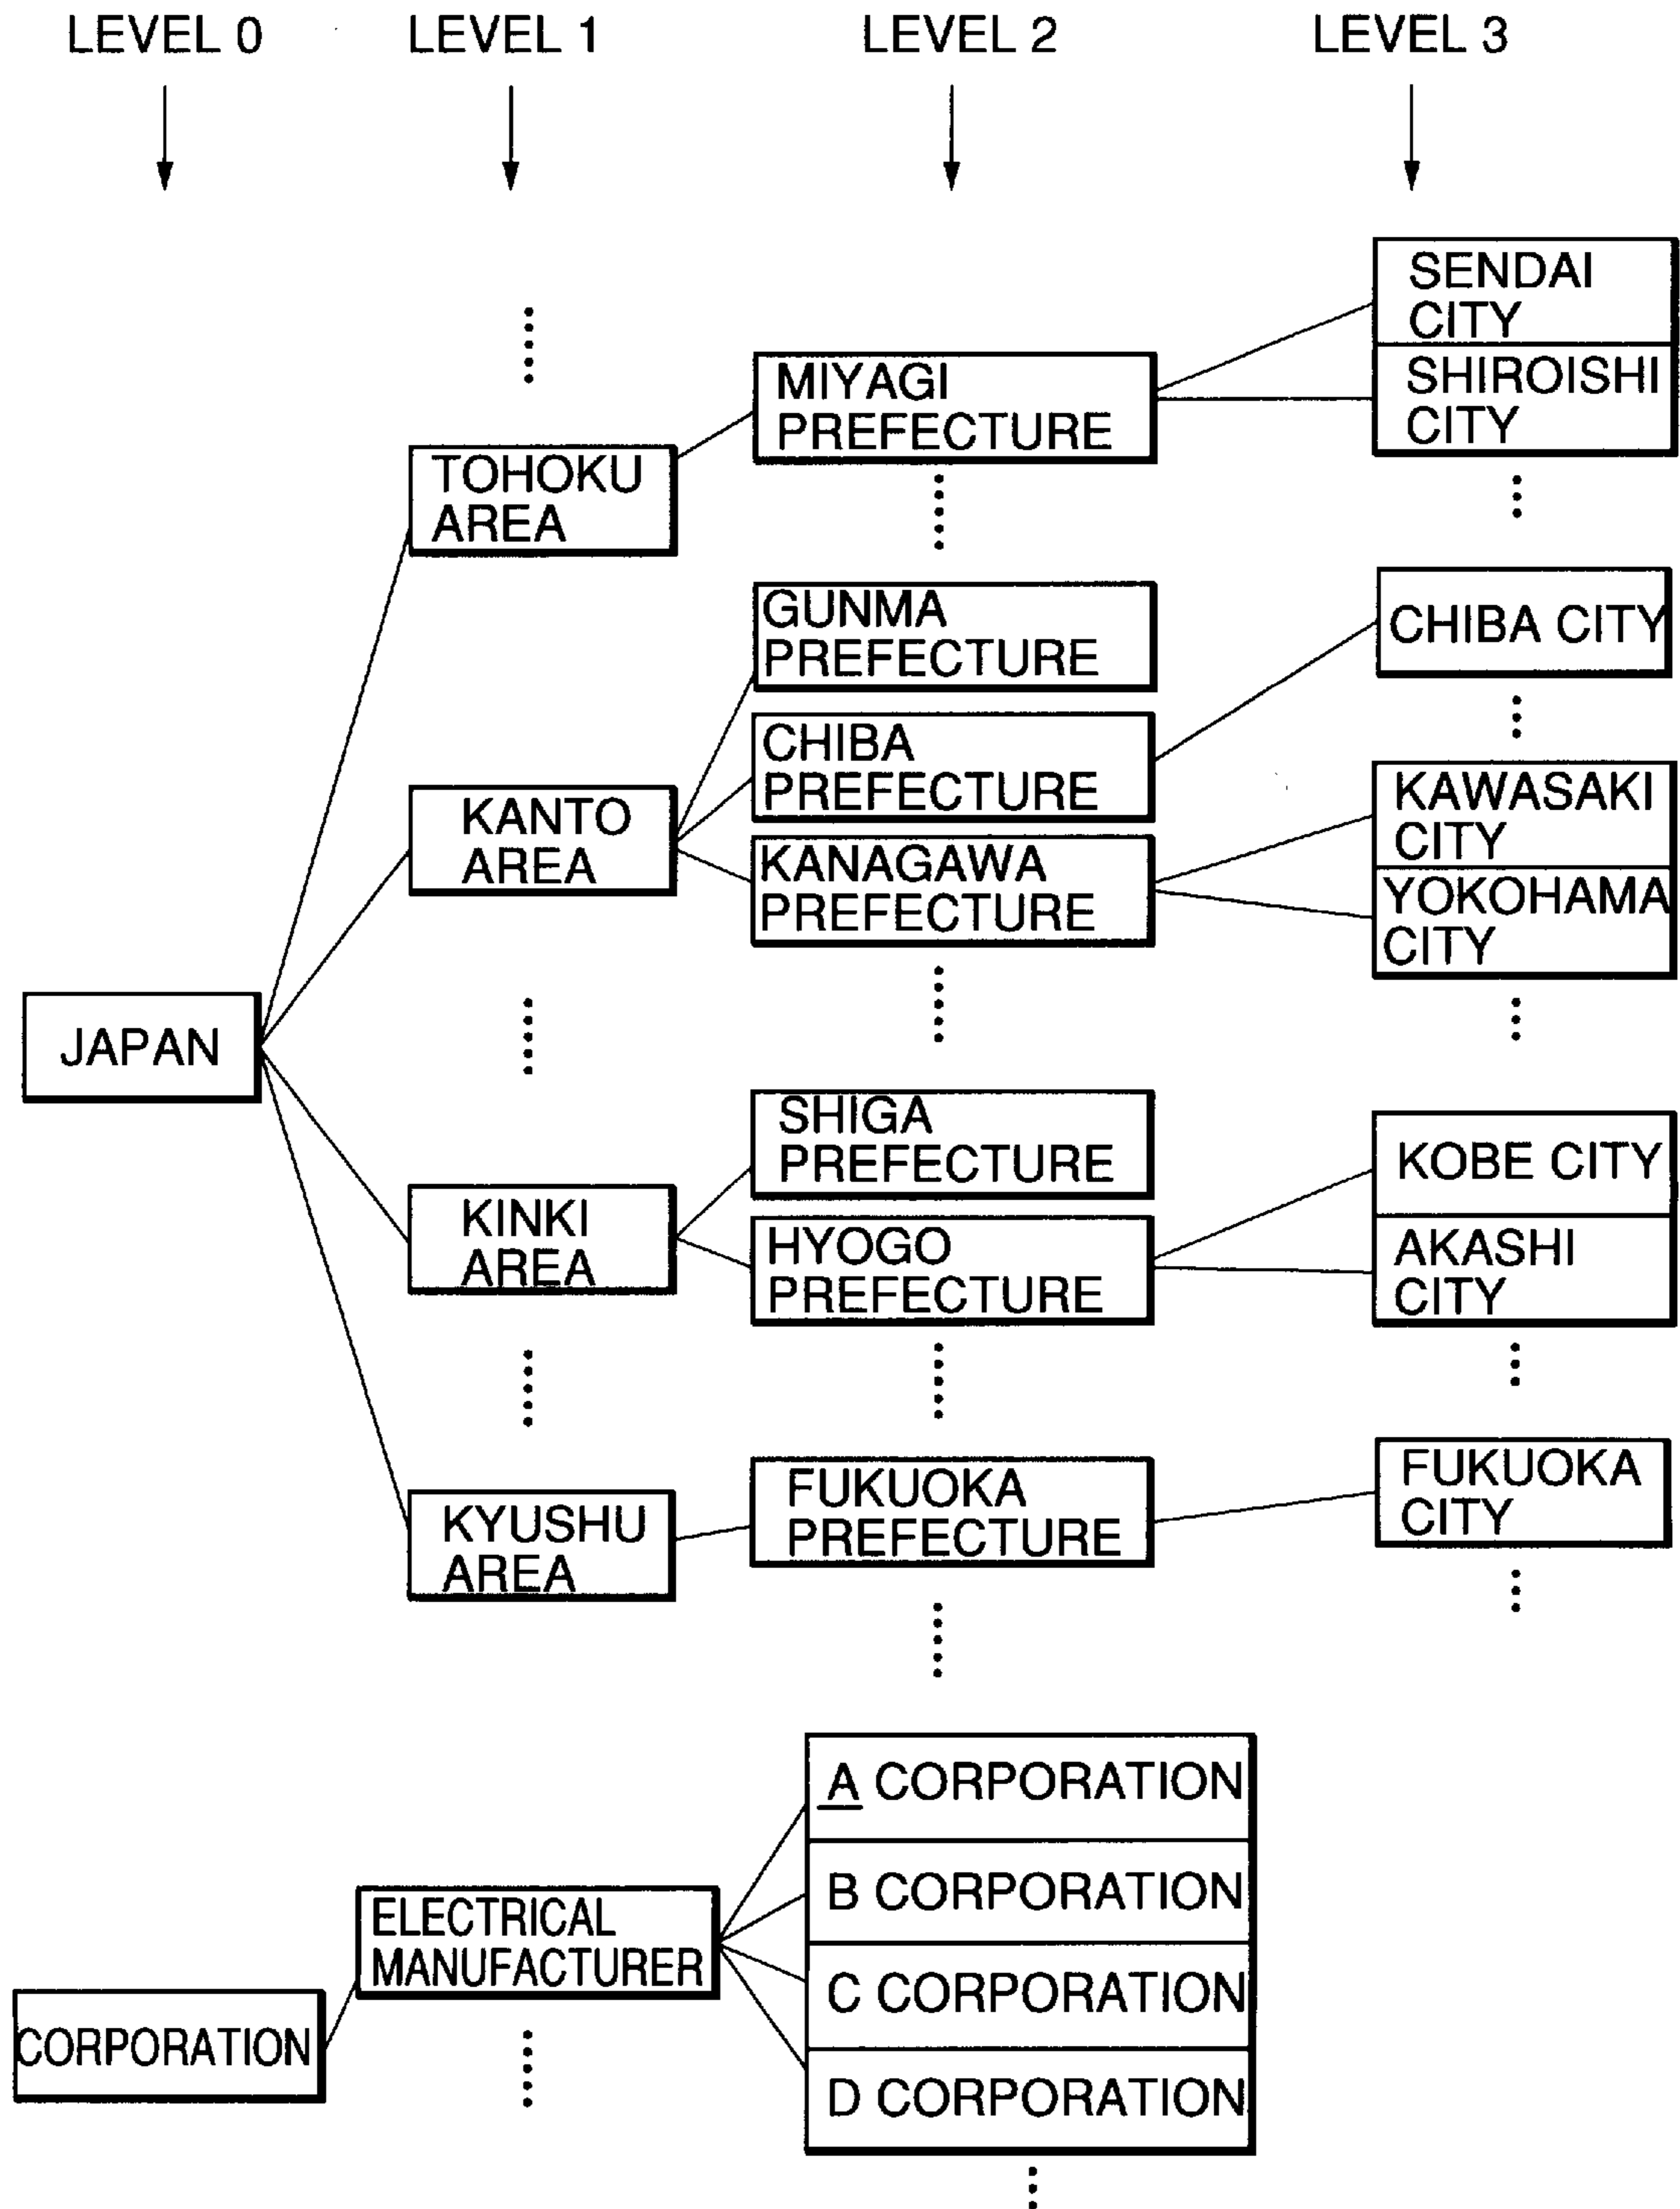 LEVEL 0
LEVEL 1
LEVEL 2
LEVEL 3
SENDAI
CITY
SHIROISHI
CITY
MIYAGI
PREFECTURE
TOHOKU
AREA
GUNMA
PREFECTURE
CHIBA CITY
CHIBA
PREFECTURE
KANTO
AREA
KAWASAKI
CITY
KANAGAWA
PREFECTURE
YOKOHAMA
CITY
JAPAN
SHIGA
PREFECTURE
KOBE CITY
KINKI
AREA
HYOGO
PREFECTURE
AKASHI
CITY
FUKUOKA
PREFECTURE
FUKUOKA
CITY
KYUSHU
AREA
A CORPORATION
B CORPORATION
ELECTRICAL
MANUFACTURER
C CORPORATION
CORPORATION
D CORPORATION